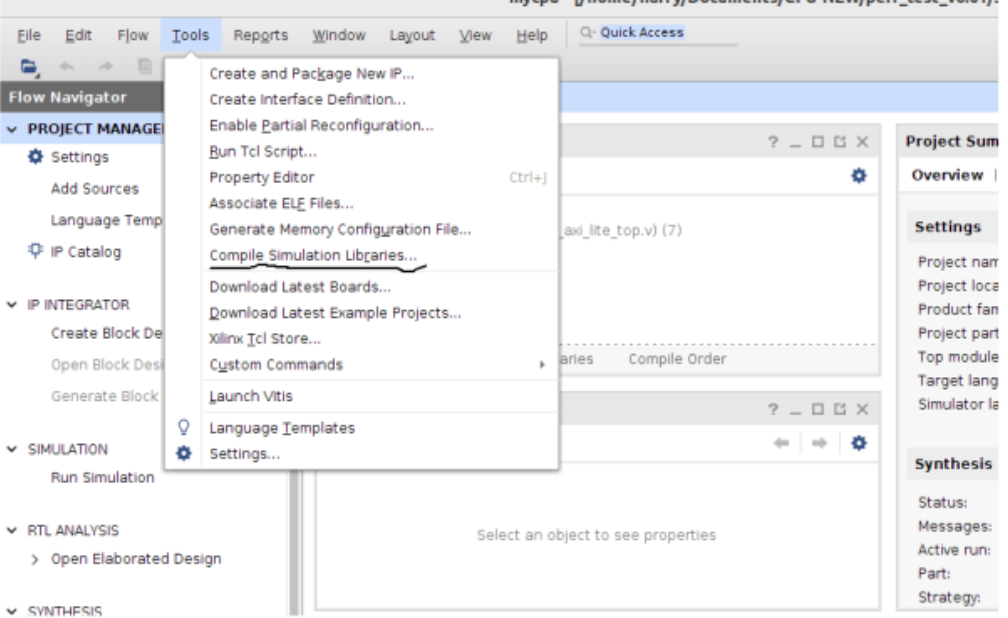 File Edit Flow Tools Reports Window Layout View Help Quick Access
Flow Navigator
PROJECT MANAGE
Settings
Add Sources
Language Temp
IP Catalog
IP INTEGRATOR
Create Block De
Open Block Desi
Generate Block
SIMULATION
Run Simulation
RTL ANALYSIS
Open Elaborated Design
SYNTHESIS
Create and Package New IP...
Create Interface Definition...
Enable Partial Reconfiguration...
Run Tcl Script...
Property Editor Ctrl+J
Associate ELF Files...
Generate Memory Configuration File...
Compile Simulation Libraries...
Download Latest Boards...
Download Latest Example Projects...
Xilinx Tcl Store...
Custom Commands
Launch Vitis
Language Templates
Settings...
? _
_axi_lite_top.v) (7)
aries Compile Order
? _
Select an object to see properties
Project Sum
Overview |
Settings
Project nam
Project loca
Product fam
Project part
Top module
Target lang
Simulator la
Synthesis
Status:
Messages:
Active run:
Part:
Strategy: